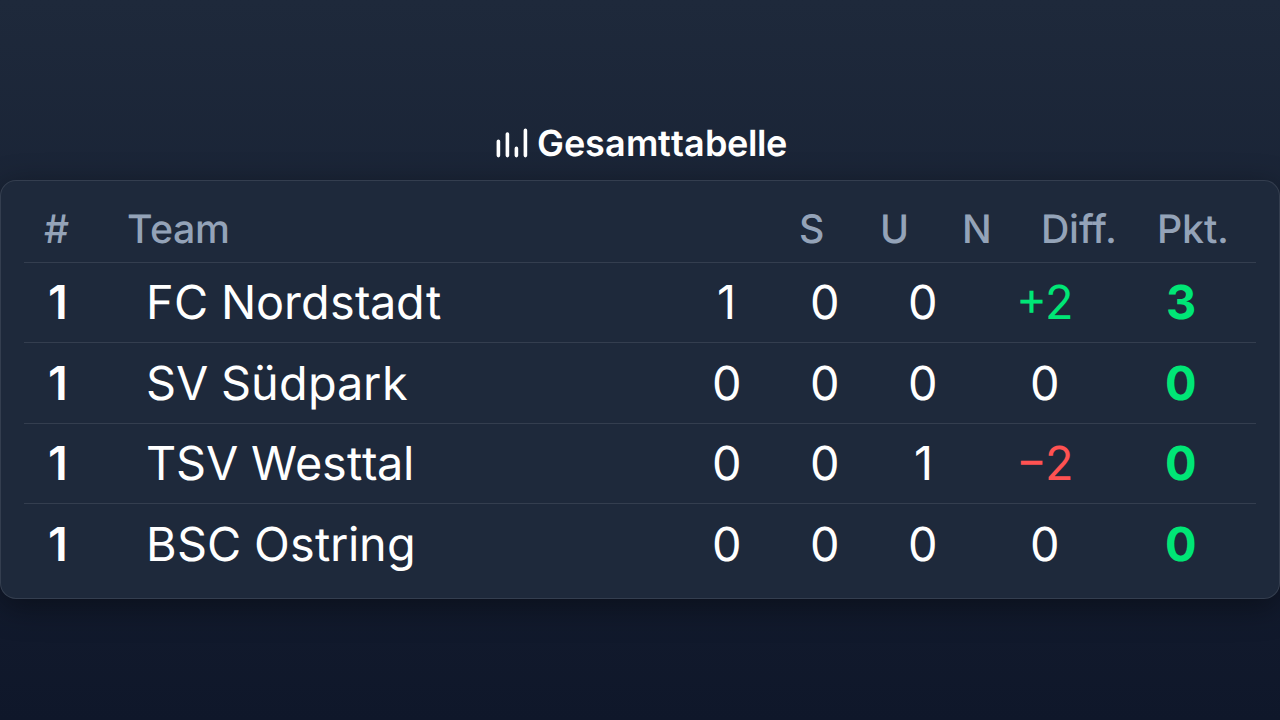 Gesamttabelle
# Team S U N Diff. Pkt.
1 FC Nordstadt 1 0 0 +2 3
1 SV Südpark 0 0 0 0 0
1 TSV Westtal 0 0 1 −2 0
1 BSC Ostring 0 0 0 0 0